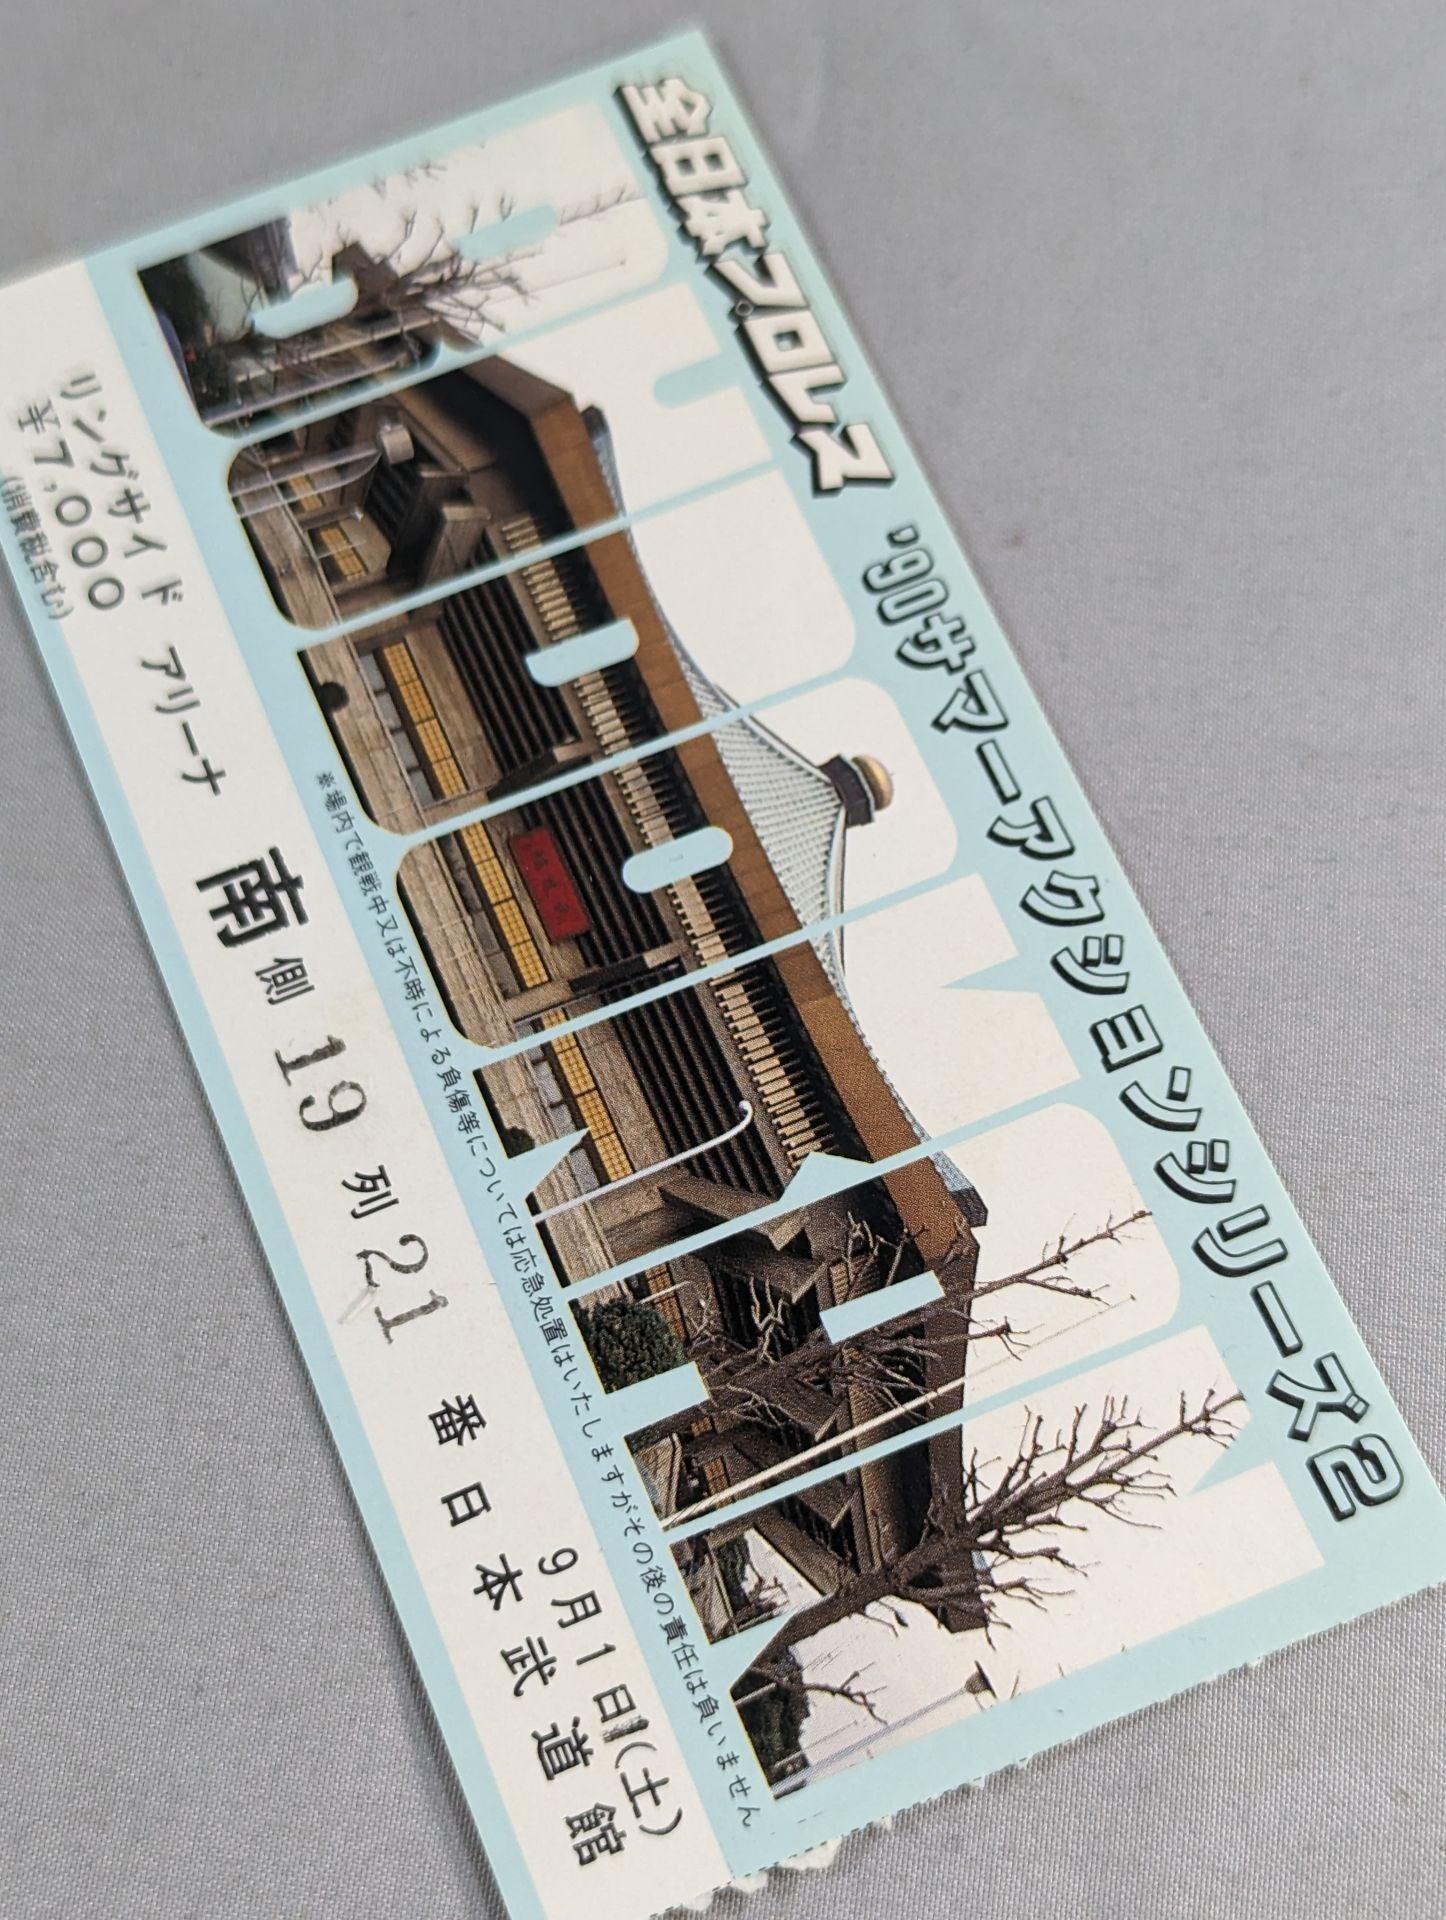 全日本プロレス '90サマーアクションシリーズ2
BUDOKAN
※場内で観戦中又は不時による負傷等については応急処置はいたしますがその後の責任は負いません
リングサイド アリーナ 南側 19列 21番
9月1日(土)
¥7,000
日本武道館
(消費税含む)